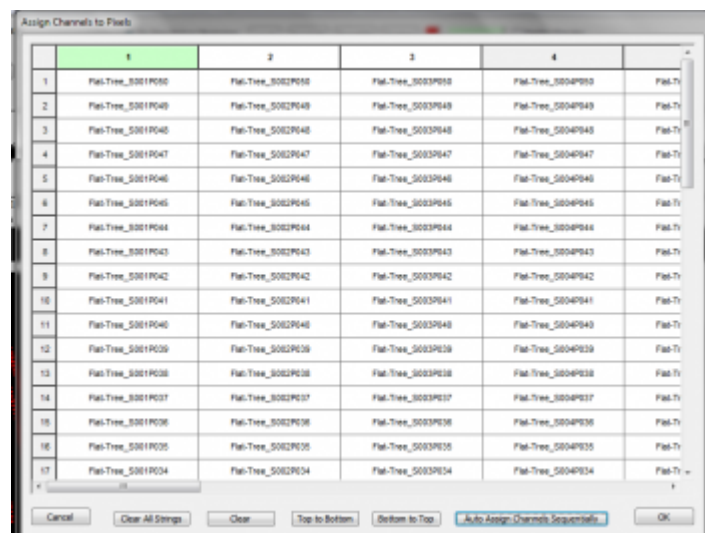 Assign Channels to Pixels
1 2 3 4
1 Flat-Tree_S001P050 Flat-Tree_S002P050 Flat-Tree_S003P050 Flat-Tree_S004P050
2 Flat-Tree_S001P049 Flat-Tree_S002P049 Flat-Tree_S003P049 Flat-Tree_S004P049
3 Flat-Tree_S001P048 Flat-Tree_S002P048 Flat-Tree_S003P048 Flat-Tree_S004P048
4 Flat-Tree_S001P047 Flat-Tree_S002P047 Flat-Tree_S003P047 Flat-Tree_S004P047
5 Flat-Tree_S001P046 Flat-Tree_S002P046 Flat-Tree_S003P046 Flat-Tree_S004P046
6 Flat-Tree_S001P045 Flat-Tree_S002P045 Flat-Tree_S003P045 Flat-Tree_S004P045
7 Flat-Tree_S001P044 Flat-Tree_S002P044 Flat-Tree_S003P044 Flat-Tree_S004P044
8 Flat-Tree_S001P043 Flat-Tree_S002P043 Flat-Tree_S003P043 Flat-Tree_S004P043
9 Flat-Tree_S001P042 Flat-Tree_S002P042 Flat-Tree_S003P042 Flat-Tree_S004P042
10 Flat-Tree_S001P041 Flat-Tree_S002P041 Flat-Tree_S003P041 Flat-Tree_S004P041
11 Flat-Tree_S001P040 Flat-Tree_S002P040 Flat-Tree_S003P040 Flat-Tree_S004P040
12 Flat-Tree_S001P039 Flat-Tree_S002P039 Flat-Tree_S003P039 Flat-Tree_S004P039
13 Flat-Tree_S001P038 Flat-Tree_S002P038 Flat-Tree_S003P038 Flat-Tree_S004P038
14 Flat-Tree_S001P037 Flat-Tree_S002P037 Flat-Tree_S003P037 Flat-Tree_S004P037
15 Flat-Tree_S001P036 Flat-Tree_S002P036 Flat-Tree_S003P036 Flat-Tree_S004P036
16 Flat-Tree_S001P035 Flat-Tree_S002P035 Flat-Tree_S003P035 Flat-Tree_S004P035
17 Flat-Tree_S001P034 Flat-Tree_S002P034 Flat-Tree_S003P034 Flat-Tree_S004P034
Cancel Clear All Strings Clear Top to Bottom Bottom to Top Auto Assign Channels Sequentially OK